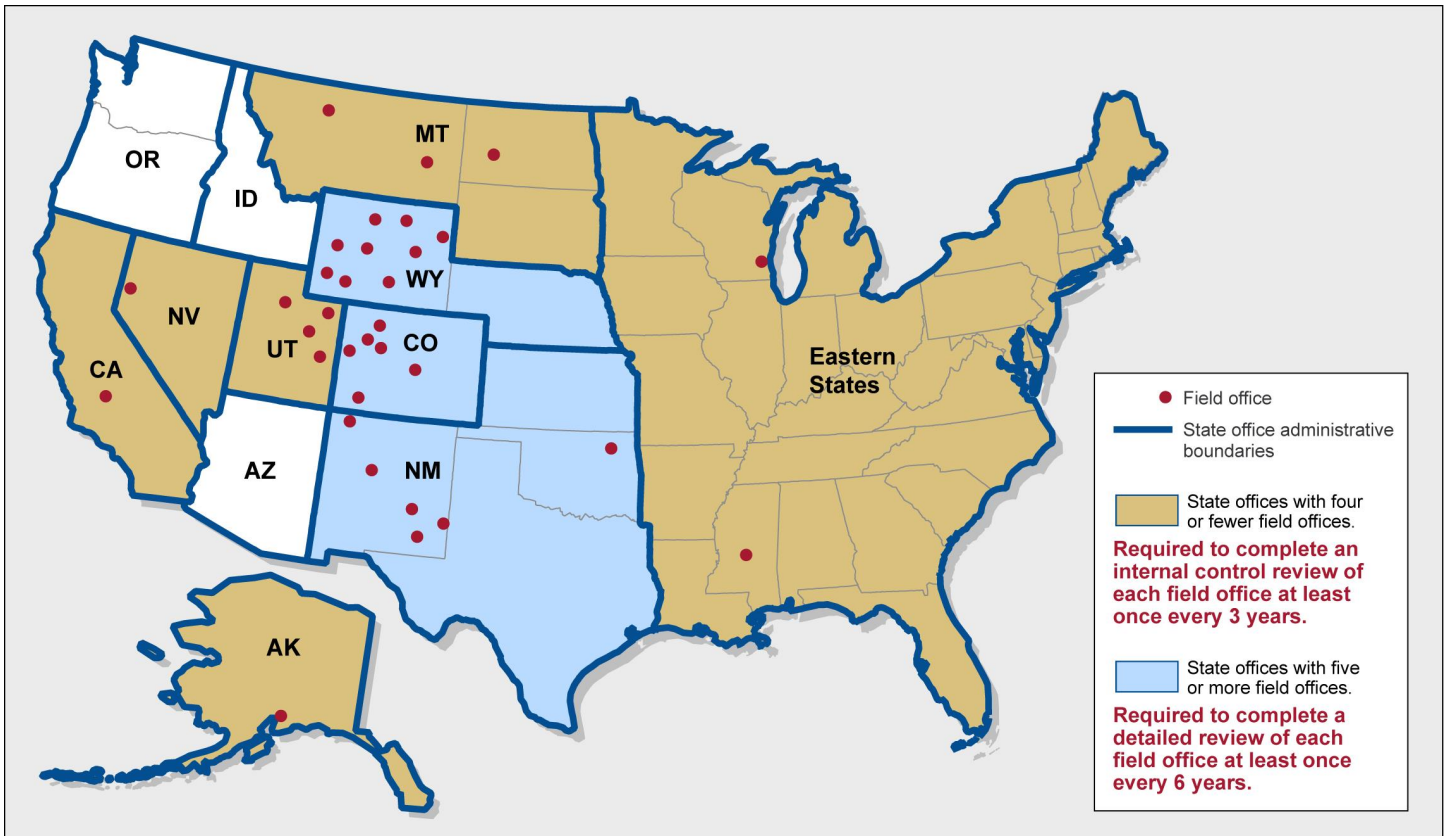 OR
ID
MT
WY
NV
UT
CO
CA
AZ
NM
AK
Eastern
States
Field office
State office administrative
boundaries
State offices with four
or fewer field offices.
Required to complete an
internal control review of
each field office at least
once every 3 years.
State offices with five
or more field offices.
Required to complete a
detailed review of each
field office at least once
every 6 years.